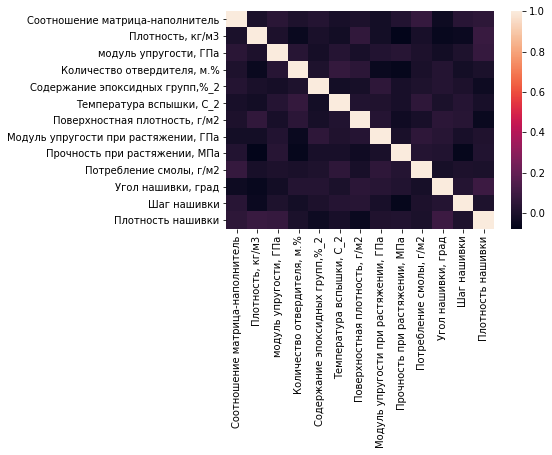 Соотношение матрица-наполнитель
Плотность, кг/м3
модуль упругости, ГПа
Количество отвердителя, м.%
Содержание эпоксидных групп,%_2
Температура вспышки, С_2
Поверхностная плотность, г/м2
Модуль упругости при растяжении, ГПа
Прочность при растяжении, МПа
Потребление смолы, г/м2
Угол нашивки, град
Шаг нашивки
Плотность нашивки
Соотношение матрица-наполнитель
Плотность, кг/м3
модуль упругости, ГПа
Количество отвердителя, м.%
Содержание эпоксидных групп,%_2
Температура вспышки, С_2
Поверхностная плотность, г/м2
Модуль упругости при растяжении, ГПа
Прочность при растяжении, МПа
Потребление смолы, г/м2
Угол нашивки, град
Шаг нашивки
Плотность нашивки
1.0
0.8
0.6
0.4
0.2
0.0